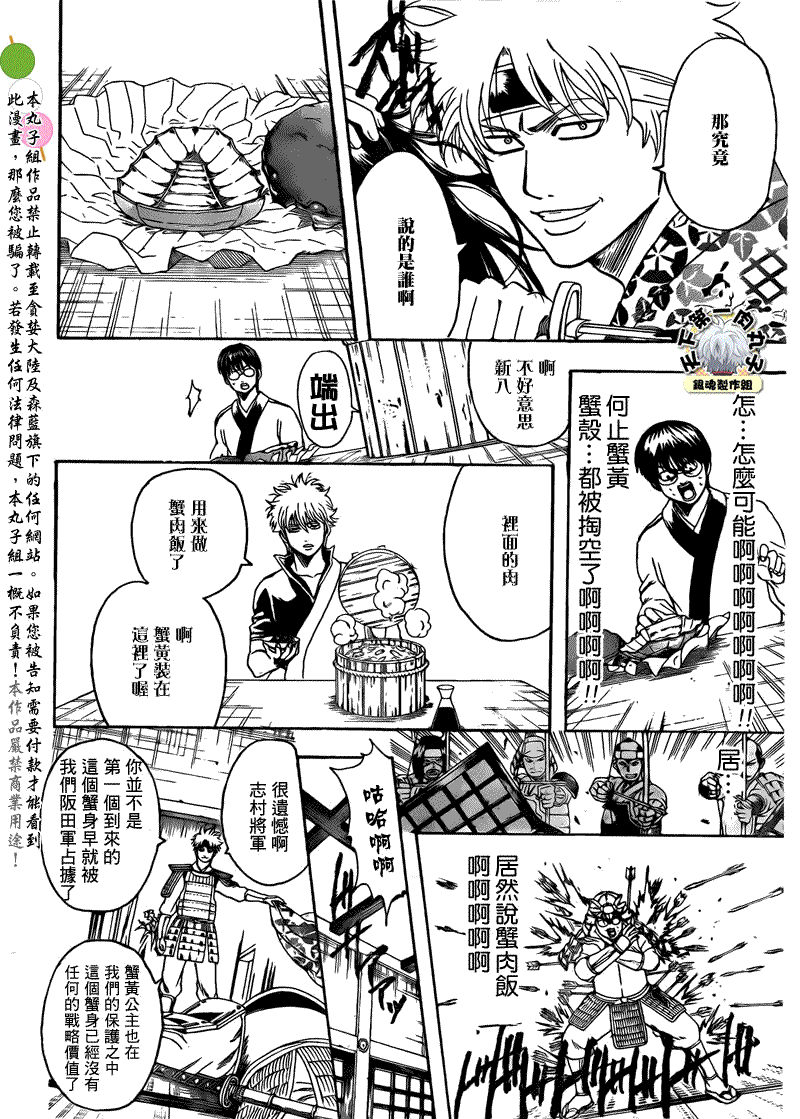 那究竟
說的是誰啊
怎…怎麼可能啊啊啊啊啊啊啊!!
何止蟹黃
蟹殼…都被掏空了啊啊啊啊!!
啊
不好意思
新八
端出
裡面的肉
用來做
蟹肉飯了
啊
蟹黃裝在
這裡了喔
居…
居然說蟹肉飯
啊啊啊啊啊
咕哈啊啊
很遺憾啊
志村將軍
你並不是
第一個到來的
這個蟹身早就被
我們阪田軍占據了
蟹黃公主也在
我們的保護之中
這個蟹身已經沒有
任何的戰略價值了
天下第一白丸子
銀魂製作組
本丸子組作品禁止轉載至貪婪大陸及森藍旗下的任何網站。如果您被告知需要付款才能看到
此漫畫，那麼您被騙了。若發生任何法律問題，本丸子組一概不負責！本作品嚴禁商業用途！